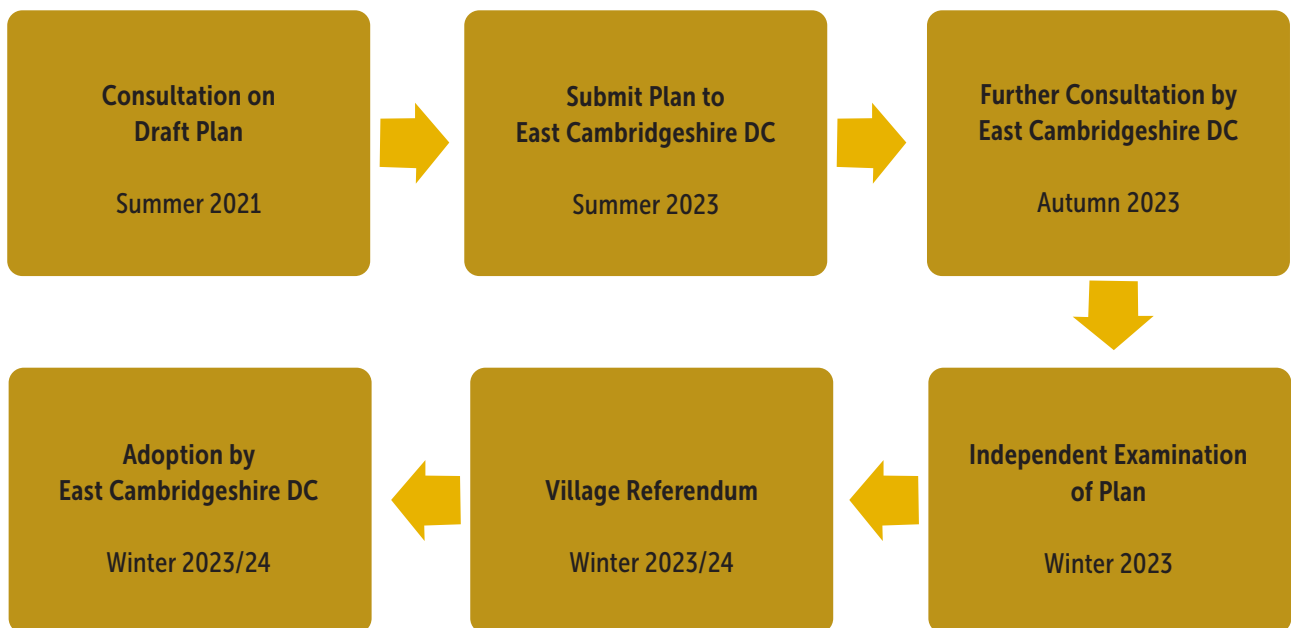 Consultation on
Draft Plan
Summer 2021
Submit Plan to
East Cambridgeshire DC
Summer 2023
Further Consultation by
East Cambridgeshire DC
Autumn 2023
Independent Examination
of Plan
Winter 2023
Village Referendum
Winter 2023/24
Adoption by
East Cambridgeshire DC
Winter 2023/24